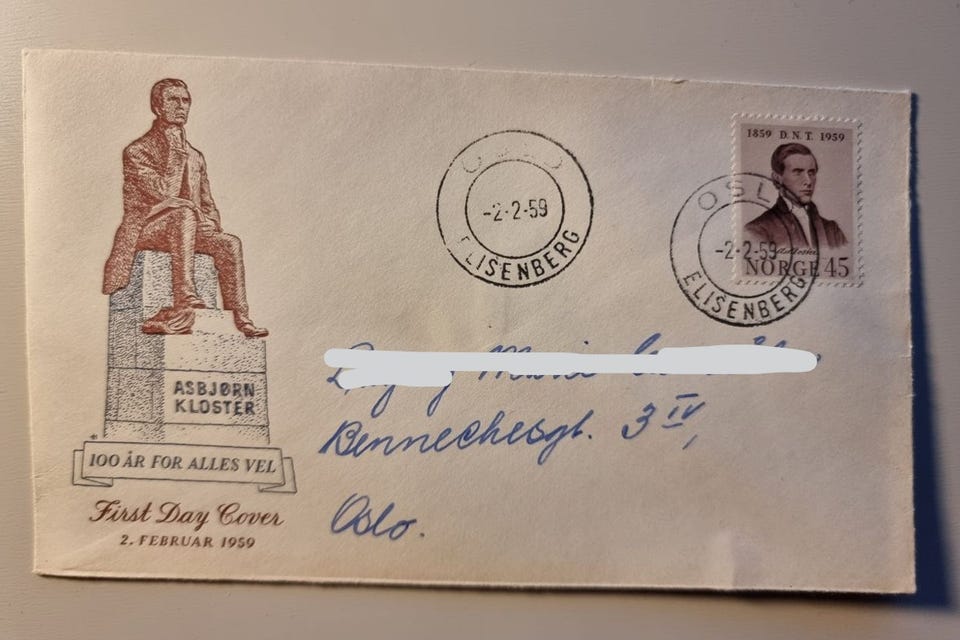 ASBJØRN
KLOSTER
100 ÅR FOR ALLES VEL
First Day Cover
2. FEBRUAR 1959
OSLO
-2-2-59
ELISENBERG
1859 D.N.T. 1959
NORGE 45
OSLO
-2-2-59
ELISENBERG
Bennechesgt. 3 IV,
Oslo.